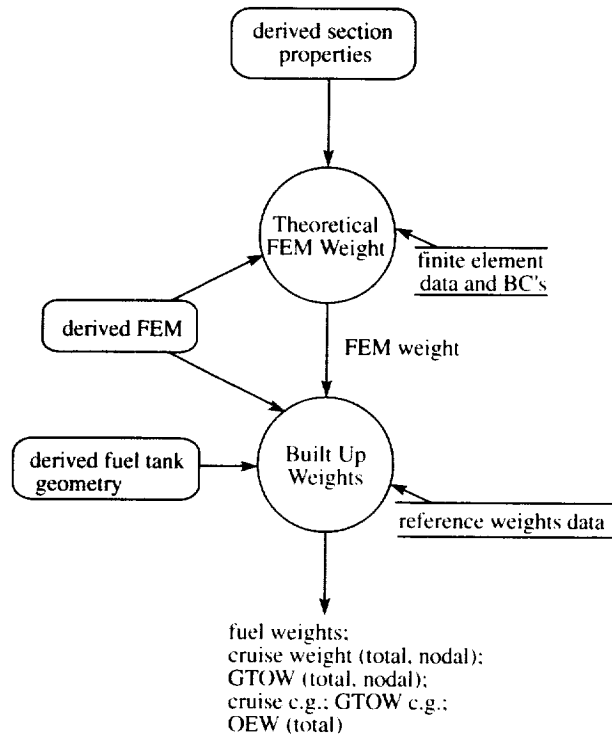 derived section
properties
Theoretical
FEM Weight
finite element
data and BC's
derived FEM
FEM weight
derived fuel tank
geometry
Built Up
Weights
reference weights data
fuel weights;
cruise weight (total, nodal);
GTOW (total, nodal);
cruise c.g.; GTOW c.g.;
OEW (total)